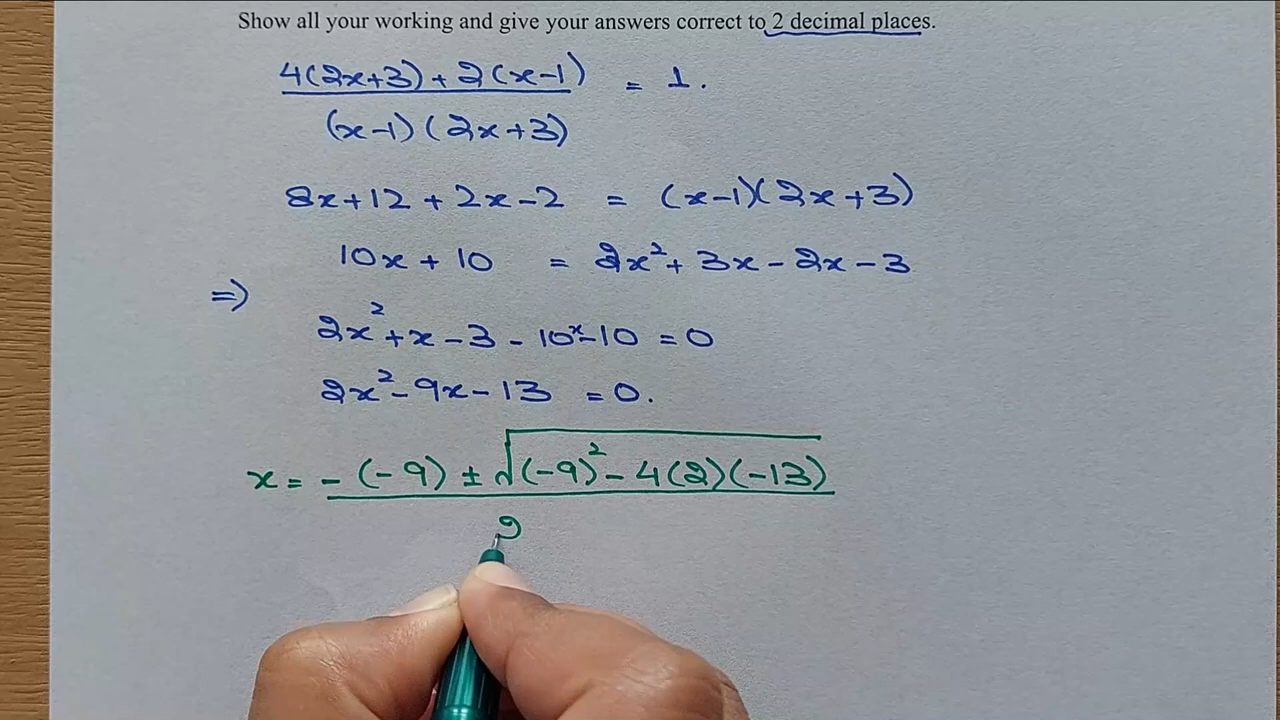 Show all your working and give your answers correct to 2 decimal places.
4(2x+3) + 2(x-1) = 1.
(x-1)(2x+3)
8x+12 + 2x-2 = (x-1)(2x+3)
10x + 10 = 2x² + 3x - 2x - 3
⇒
2x² + x - 3 - 10x - 10 = 0
2x² - 9x - 13 = 0.
x = -(-9) ± √(-9)² - 4(2)(-13)